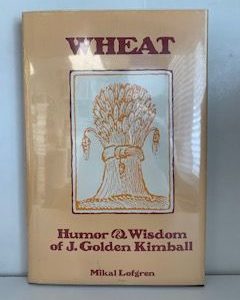 WHEAT
Humor & Wisdom
of J. Golden Kimball
Mikal Lofgren